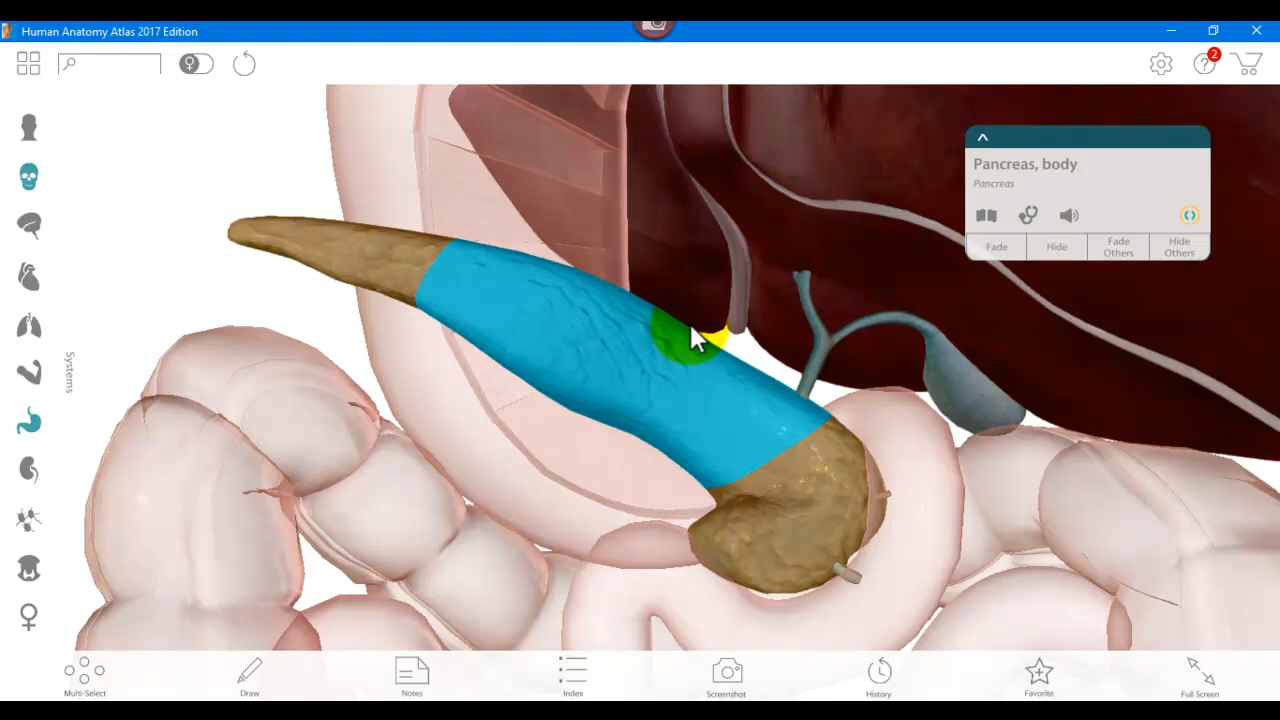 Human Anatomy Atlas 2017 Edition
2
Pancreas, body
Pancreas
Fade
Hide
Fade Others
Hide Others
Systems
Multi-Select
Draw
Notes
Index
Screenshot
History
Favorite
Full Screen